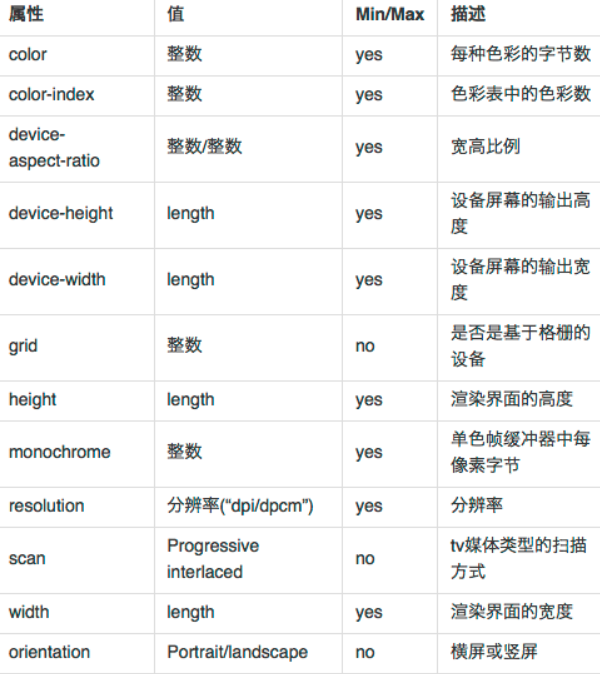 属性 值 Min/Max 描述
color 整数 yes 每种色彩的字节数
color-index 整数 yes 色彩表中的色彩数
device-
aspect-ratio 整数/整数 yes 宽高比例
device-height length yes 设备屏幕的输出高
度
device-width length yes 设备屏幕的输出宽
度
grid 整数 no 是否是基于格栅的
设备
height length yes 渲染界面的高度
monochrome 整数 yes 单色帧缓冲器中每
像素字节
resolution 分辨率(“dpi/dpcm”) yes 分辨率
scan Progressive
interlaced no tv媒体类型的扫描
方式
width length yes 渲染界面的宽度
orientation Portrait/landscape no 横屏或竖屏